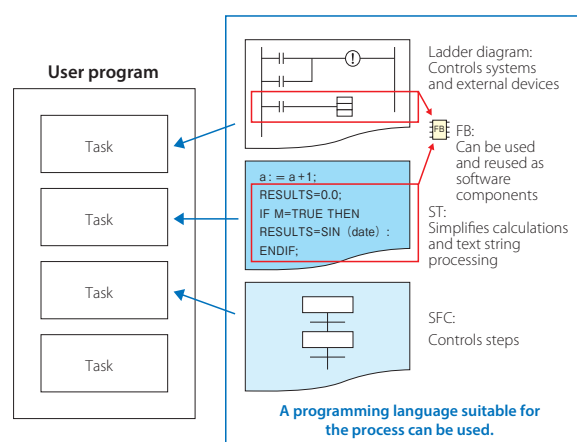 User program
Task
Task
Task
Task
Ladder diagram:
Controls systems
and external devices
FB
FB:
Can be used
and reused as
software
components
a : = a +1;
RESULTS=0.0;
IF M=TRUE THEN
RESULTS=SIN (date) :
ENDIF;
ST:
Simplifies calculations
and text string
processing
SFC:
Controls steps
A programming language suitable for
the process can be used.